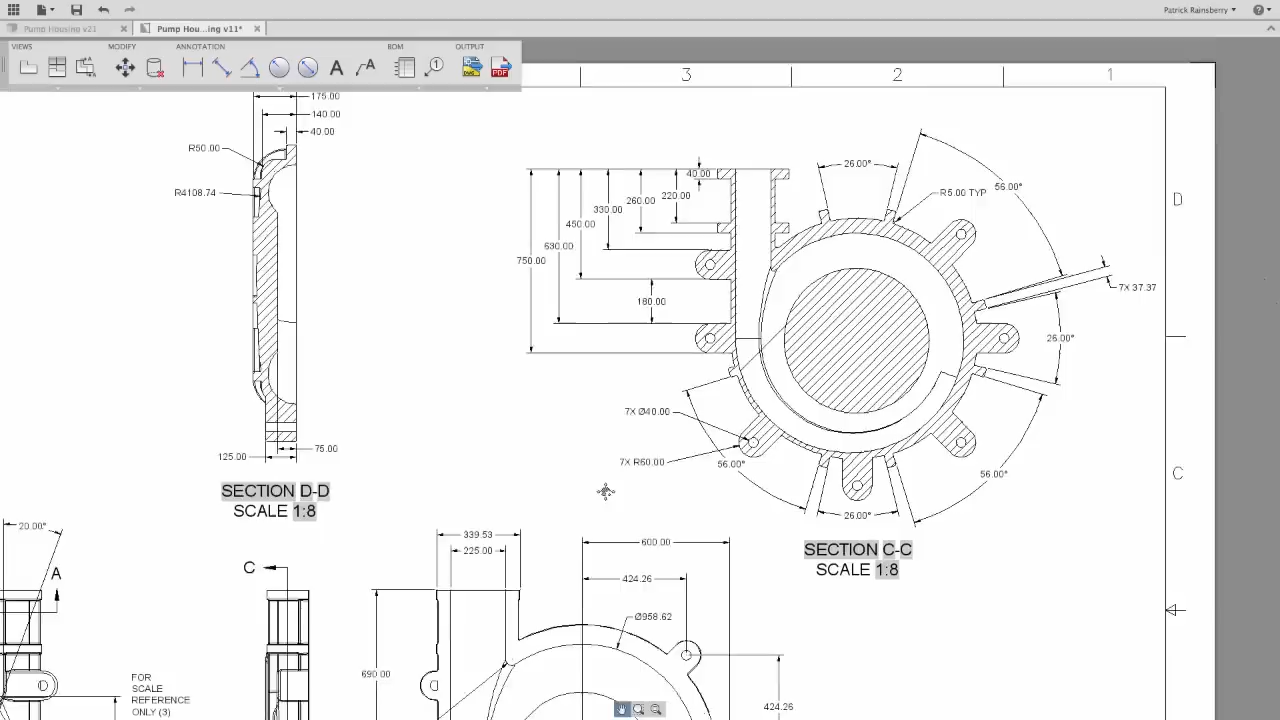 Patrick Rainsberry
Pump Housing v21
Pump Hou...ing v11*
VIEWS
MODIFY
ANNOTATION
BOM
OUTPUT
A
A
1
DWG
PDF
3
2
1
175.00
140.00
40.00
R50.00
R4108.74
125.00
75.00
SECTION D-D
SCALE 1:8
40.00
220.00
260.00
330.00
450.00
630.00
750.00
180.00
26.00°
56.00°
R5.00 TYP
7X 37.37
26.00°
7X Ø40.00
7X R60.00
56.00°
56.00°
26.00°
SECTION C-C
SCALE 1:8
D
C
20.00°
A
C
FOR
SCALE
REFERENCE
ONLY (3)
339.53
225.00
600.00
424.26
Ø958.62
690.00
424.26